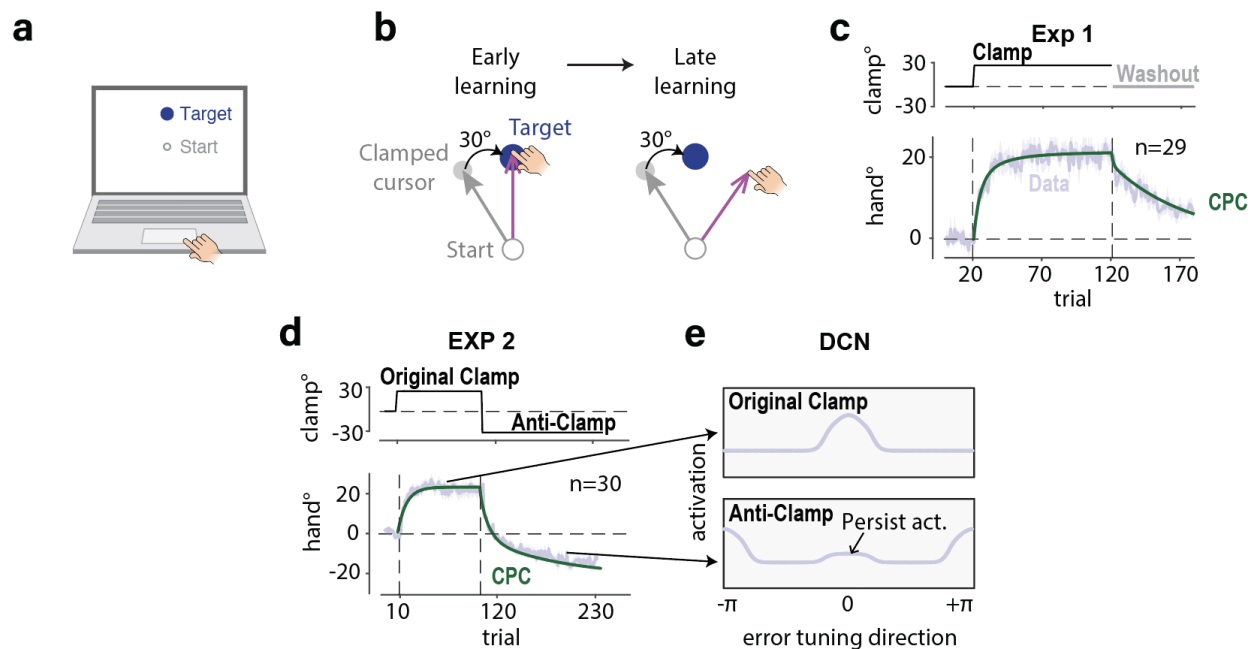 a
Target
Start
b
Early
learning
Late
learning
30°
Target
Clamped
cursor
Start
30°
c
Exp 1
clamp°
30
-30
Clamp
Washout
hand°
20
0
n=29
Data
CPC
20
70
120
170
trial
d
EXP 2
clamp°
30
-30
Original Clamp
Anti-Clamp
hand°
20
0
-20
n=30
CPC
10
120
230
trial
e
DCN
activation
Original Clamp
Anti-Clamp
Persist act.
-π
0
+π
error tuning direction